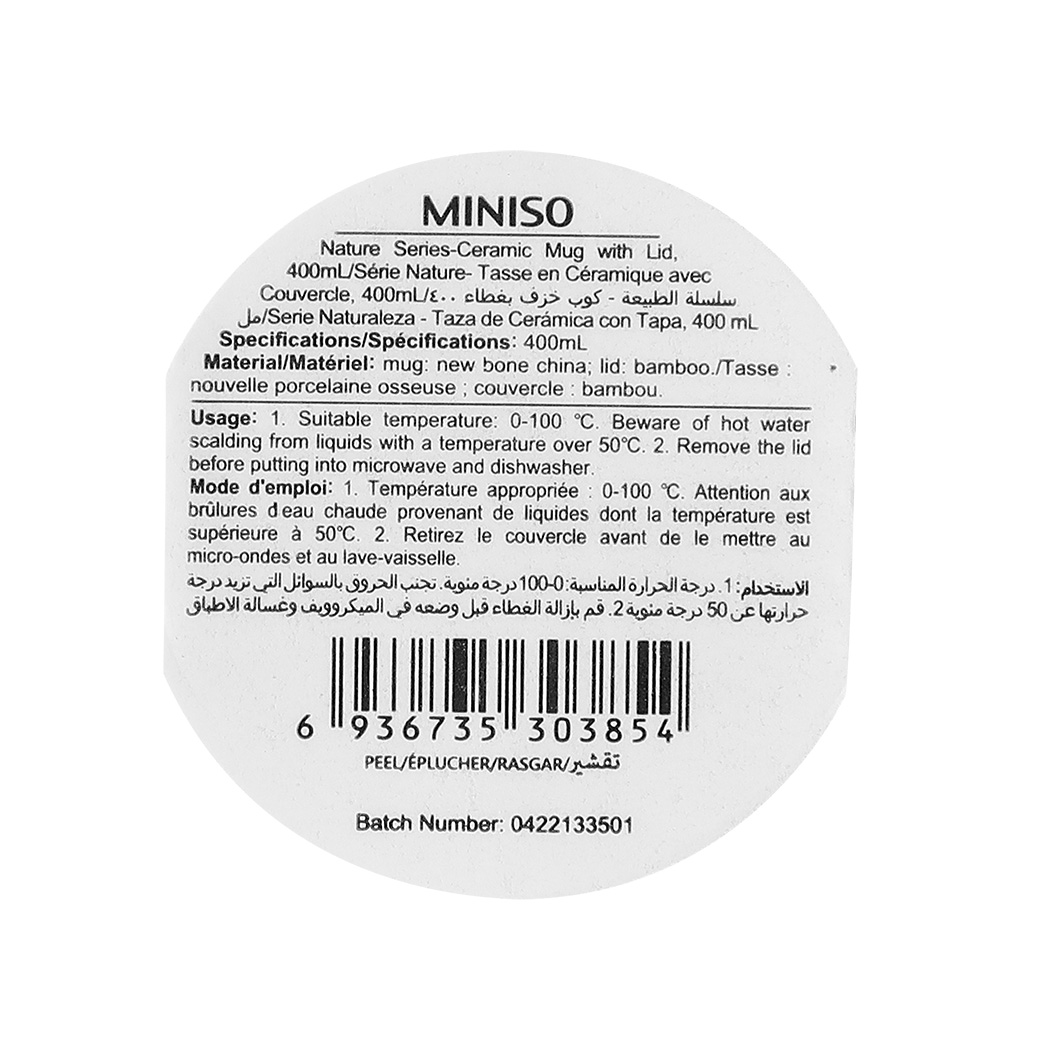 MINISO
Nature Series-Ceramic Mug with Lid,
400mL/Série Nature- Tasse en Céramique avec
Couvercle, 400mL/سلسلة الطبيعة - كوب خزف بغطاء ٤٠٠
مل/Serie Naturaleza - Taza de Cerámica con Tapa, 400 mL
Specifications/Spécifications: 400mL
Material/Matériel: mug: new bone china; lid: bamboo./Tasse :
nouvelle porcelaine osseuse ; couvercle : bambou.
Usage: 1. Suitable temperature: 0-100 ℃. Beware of hot water
scalding from liquids with a temperature over 50℃. 2. Remove the lid
before putting into microwave and dishwasher.
Mode d'emploi: 1. Température appropriée : 0-100 ℃. Attention aux
brûlures d eau chaude provenant de liquides dont la température est
supérieure à 50℃. 2. Retirez le couvercle avant de le mettre au
micro-ondes et au lave-vaisselle.
الاستخدام: 1. درجة الحرارة المناسبة: 0-100 درجة مئوية. تجنب الحروق بالسوائل التي تزيد درجة
حرارتها عن 50 درجة مئوية 2. قم بإزالة الغطاء قبل وضعه في الميكروويف وغسالة الاطباق
6 936735 303854
PEEL/ÉPLUCHER/RASGAR/تقشير
Batch Number: 0422133501